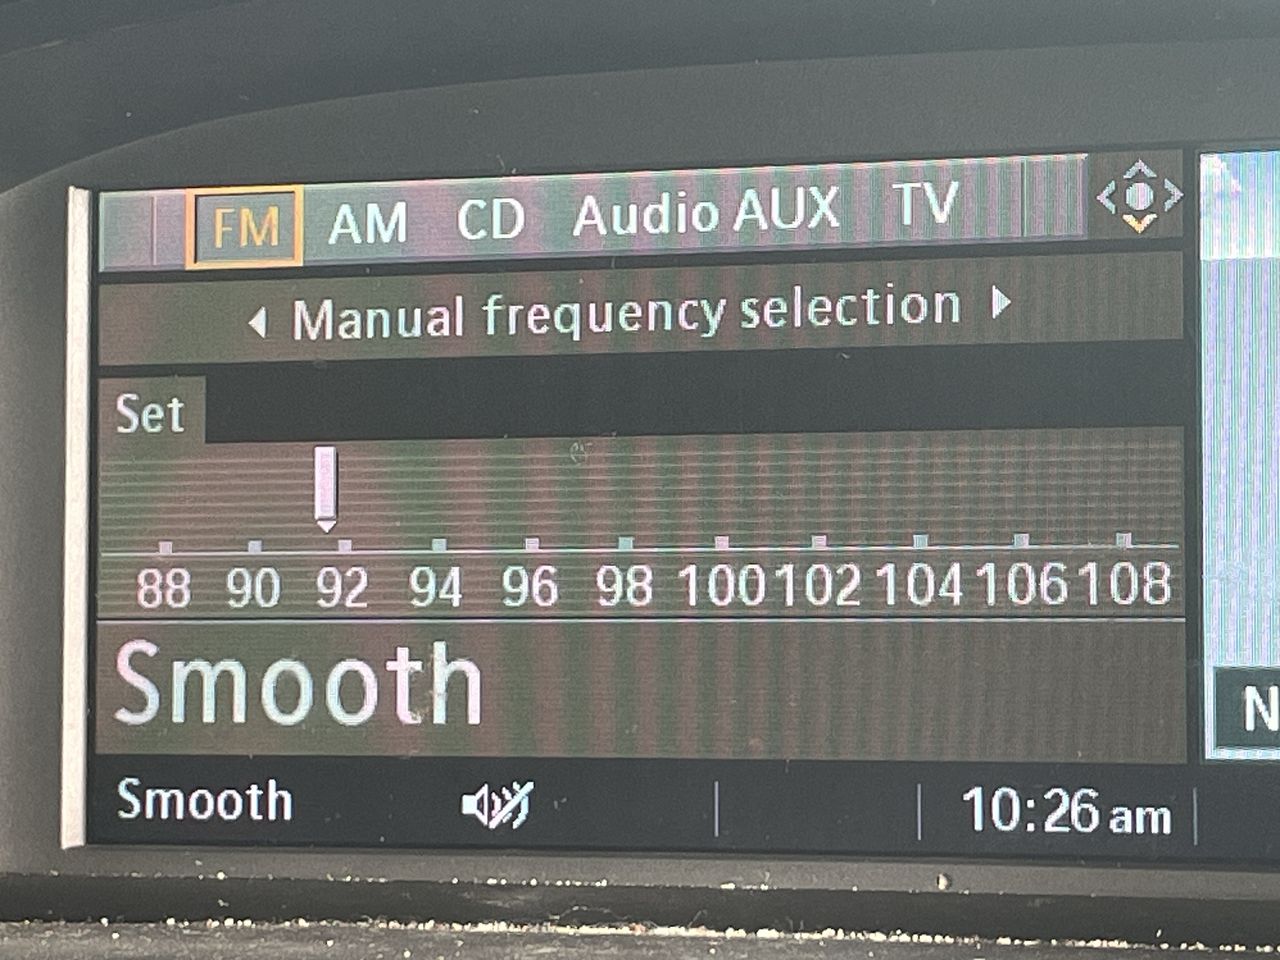 FM AM CD Audio AUX TV
Manual frequency selection
Set
88 90 92 94 96 98 100 102 104 106 108
Smooth
Smooth 10:26 am
N